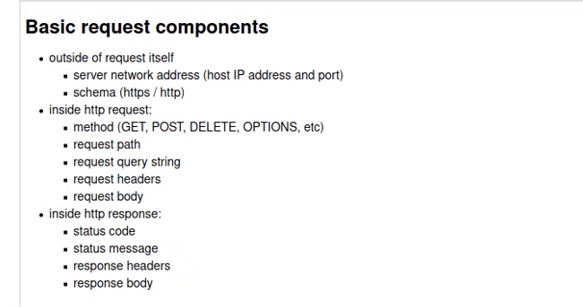 Basic request components
outside of request itself
server network address (host IP address and port)
schema (https / http)
inside http request:
method (GET, POST, DELETE, OPTIONS, etc)
request path
request query string
request headers
request body
inside http response:
status code
status message
response headers
response body